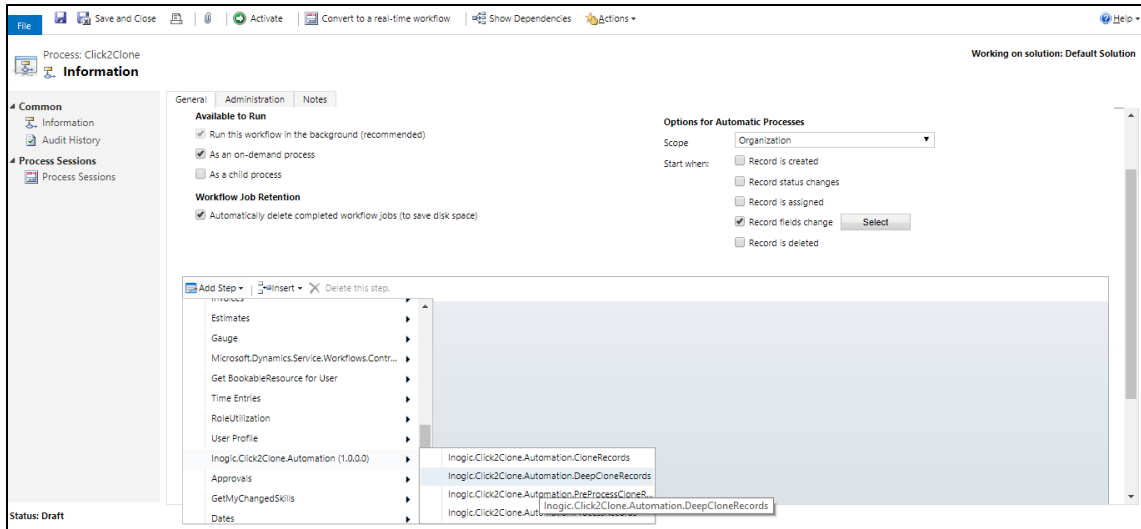 File
Save and Close
Activate
Convert to a real-time workflow
Show Dependencies
Actions
Help
Process: Click2Clone
Information
Working on solution: Default Solution
Common
Information
Audit History
Process Sessions
Process Sessions
General
Administration
Notes
Available to Run
Run this workflow in the background (recommended)
As an on-demand process
As a child process
Workflow Job Retention
Automatically delete completed workflow jobs (to save disk space)
Options for Automatic Processes
Scope
Organization
Start when:
Record is created
Record status changes
Record is assigned
Record fields change
Select
Record is deleted
Add Step
Insert
Delete this step.
Invoices
Estimates
Gauge
Microsoft.Dynamics.Service.Workflows.Contr...
Get BookableResource for User
Time Entries
RoleUtilization
User Profile
Inogic.Click2Clone.Automation (1.0.0.0)
Approvals
GetMyChangedSkills
Dates
Inogic.Click2Clone.Automation.CloneRecords
Inogic.Click2Clone.Automation.DeepCloneRecords
Inogic.Click2Clone.Automation.PreProcessCloneR...
Inogic.Click2Clone.Automation.DeepCloneRecords
Status: Draft